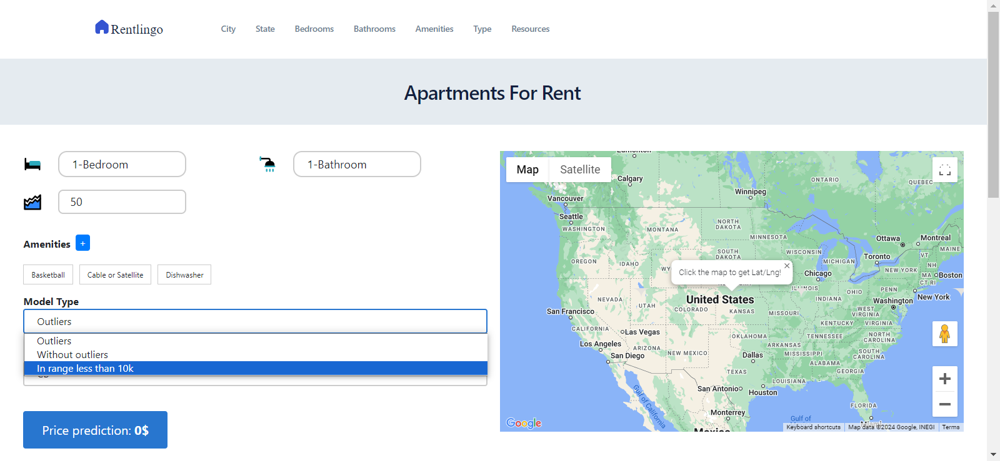 Rentlingo
City State Bedrooms Bathrooms Amenities Type Resources
Apartments For Rent
1-Bedroom
1-Bathroom
50
Amenities +
Basketball Cable or Satellite Dishwasher
Model Type
Outliers
Outliers
Without outliers
In range less than 10k
Price prediction: 0$
Map Satellite
Edmonton
Calgary
ONTARIO
QUEBEC
Winnipeg
Vancouver
Seattle
WASHINGTON
NORTH
DAKOTA
MONTANA
MINNESOTA
Ottawa
Montreal
MAINE
SOUTH
DAKOTA
WISCONSIN
Toronto
VT
OREGON
IDAHO
WY
MICHIGAN
NEW YORK
NH
Boston
MA
CT RI
Click the map to get Lat/Lng!
Chicago
ILLINOIS
OHIO
PENN
New York
INDIANA
United States
NEVADA
UTAH
COLORADO
KANSAS
MISSOURI
Washington
WEST
VIRGINIA
San Francisco
KENTUCKY
VIRGINIA
CALIFORNIA
Las Vegas
OKLAHOMA
TENNESSEE
NORTH
CAROLINA
Los Angeles
ARIZONA
NEW MEXICO
ARKANSAS
San Diego
Dallas
MISSISSIPPI
SOUTH
CAROLINA
ALABAMA
TEXAS
GEORGIA
LOUISIANA
San Antonio
Houston
Gulf of
California
FLORIDA
Monterrey
Gulf of
Miami
Mexico
Google
Keyboard shortcuts Map data ©2024 Google, INEGI Terms